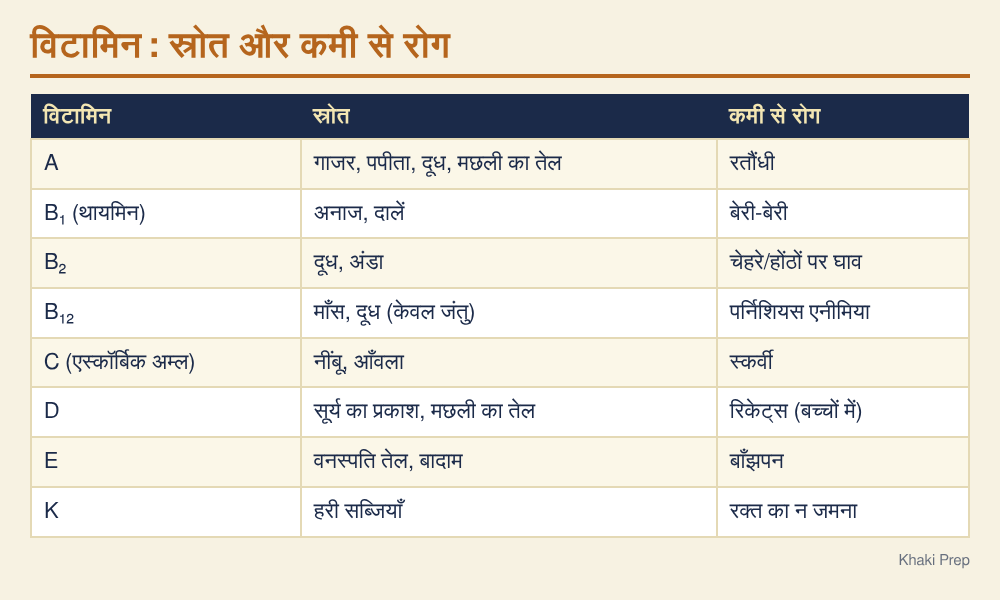 विटामिन : स्रोत और कमी से रोग
विटामिन स्रोत कमी से रोग
A गाजर, पपीता, दूध, मछली का तेल रतौंधी
B₁ (थायमिन) अनाज, दालें बेरी-बेरी
B₂ दूध, अंडा चेहरे/होंठों पर घाव
B₁₂ माँस, दूध (केवल जंतु) पर्निशियस एनीमिया
C (एस्कॉर्बिक अम्ल) नींबू, आँवला स्कर्वी
D सूर्य का प्रकाश, मछली का तेल रिकेट्स (बच्चों में)
E वनस्पति तेल, बादाम बाँझपन
K हरी सब्जियाँ रक्त का न जमना
Khaki Prep